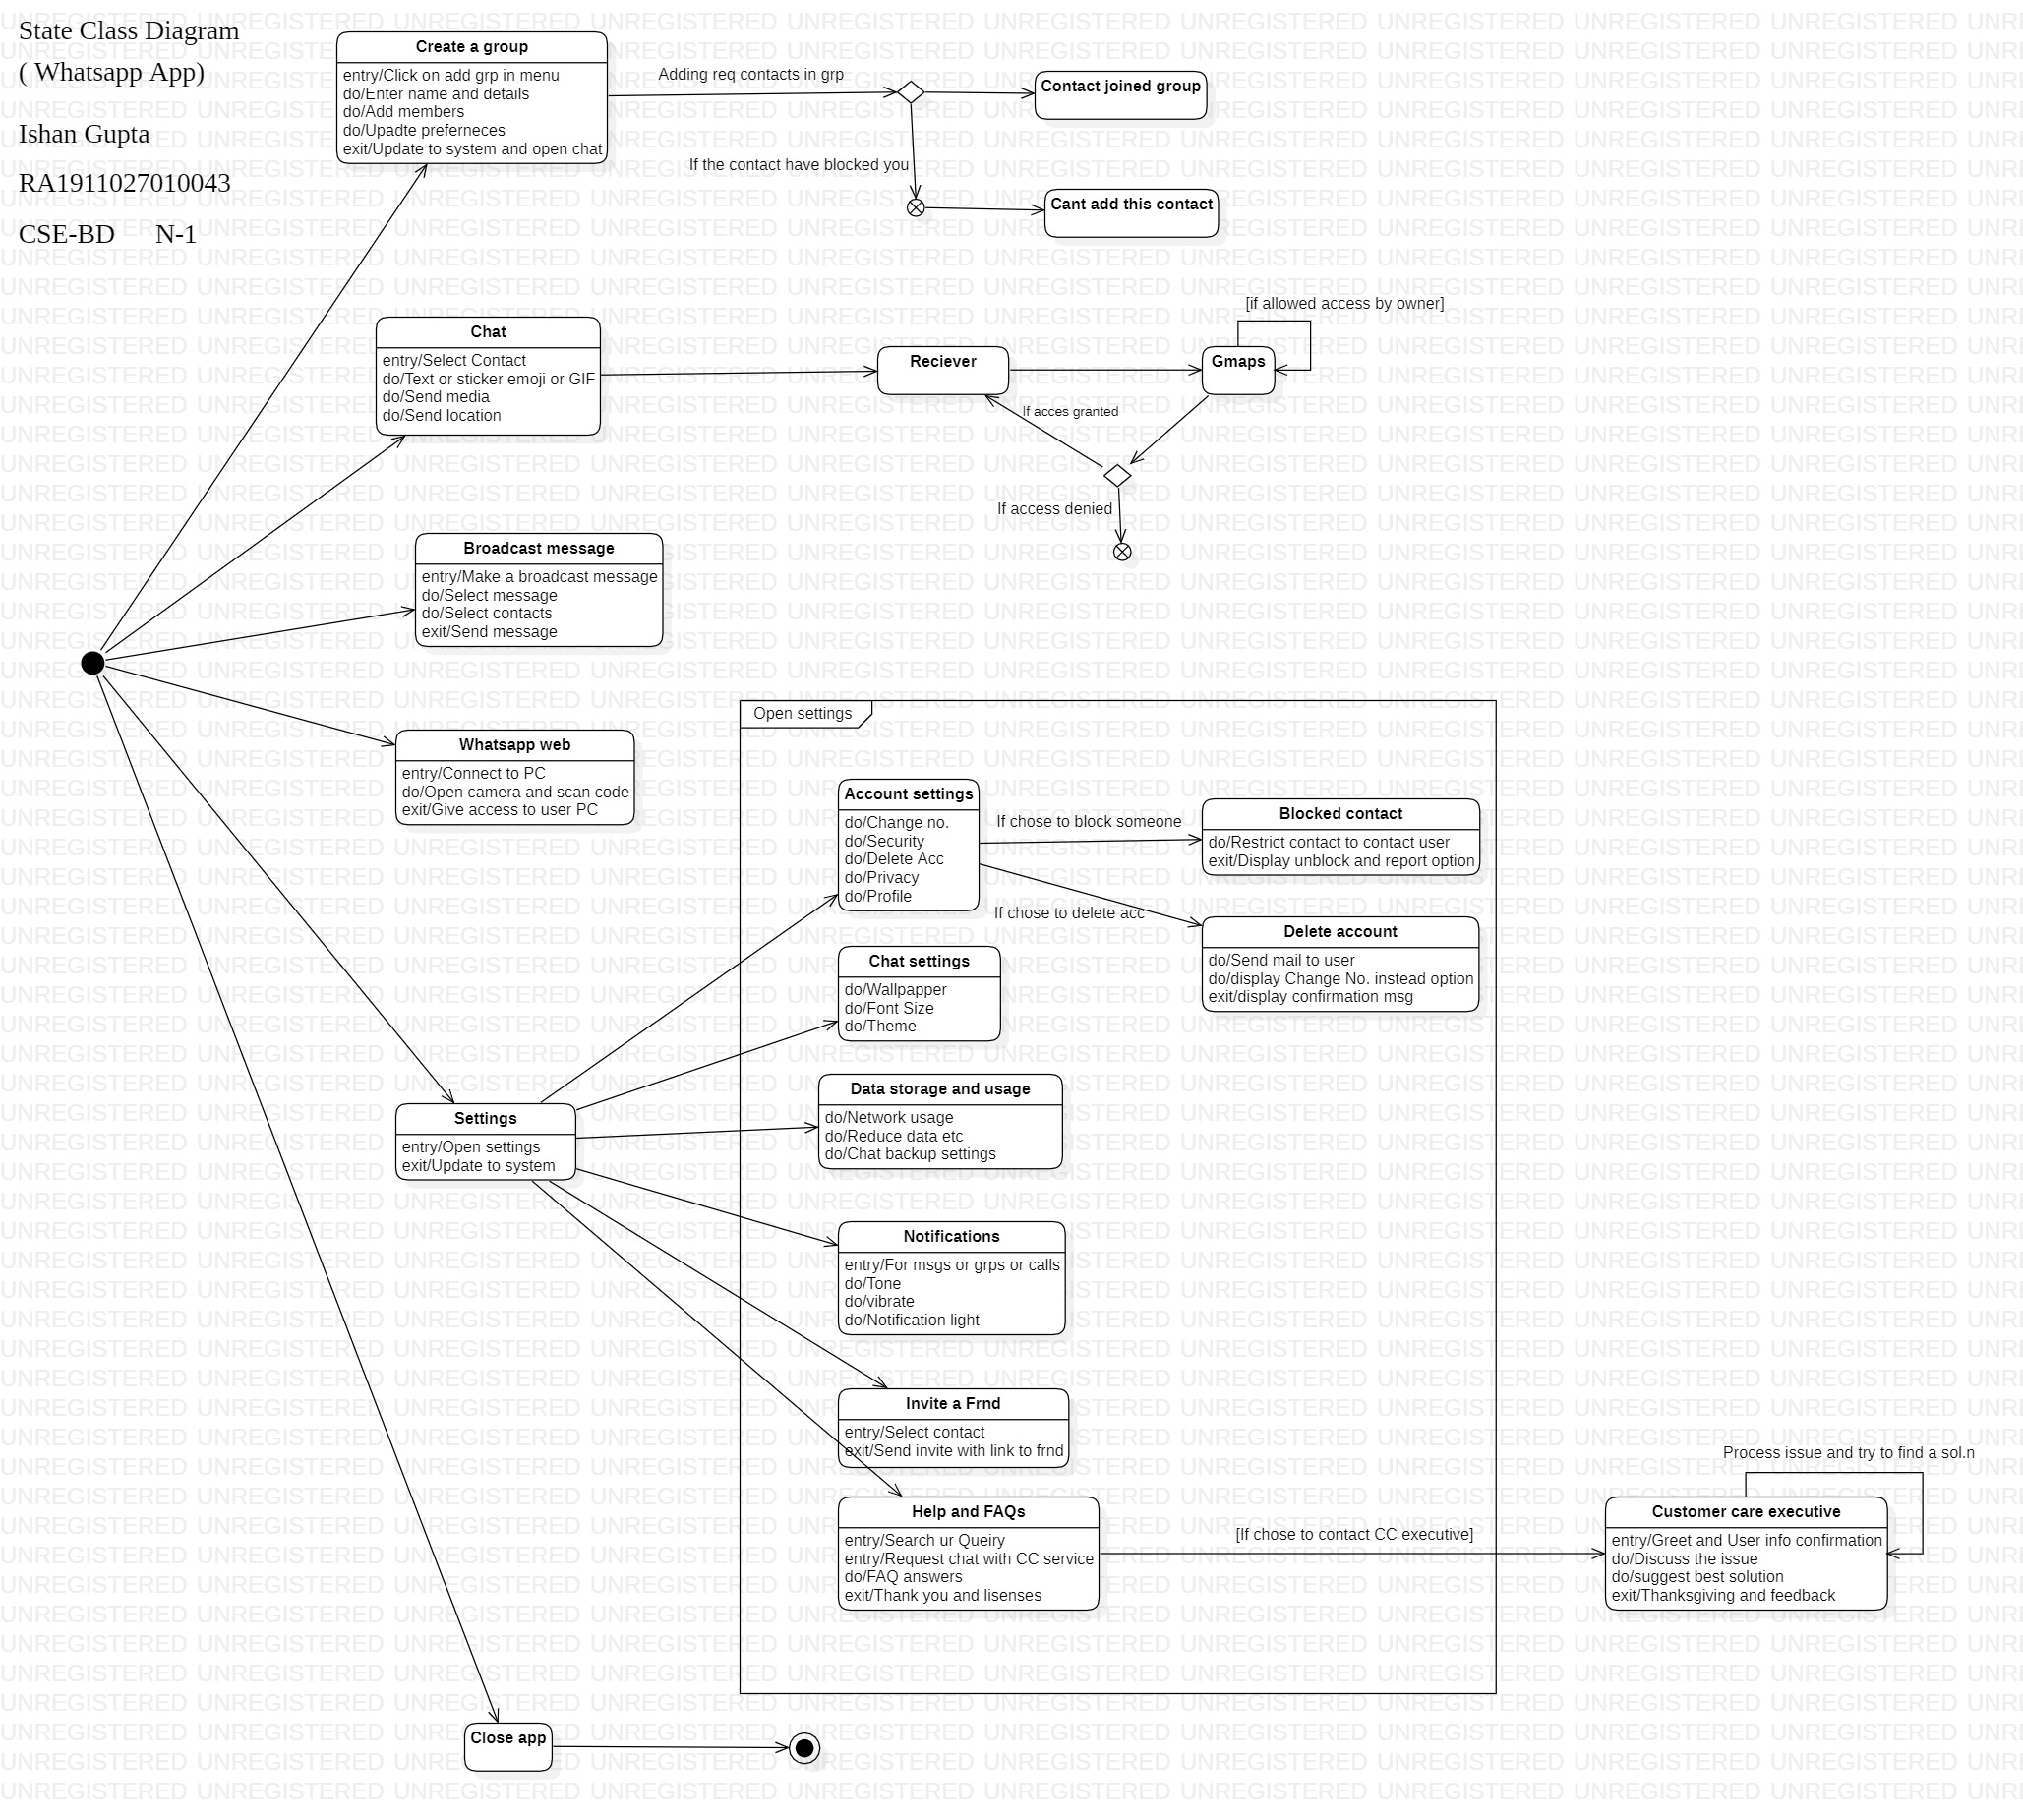 State Class Diagram
( Whatsapp App)
Ishan Gupta
RA1911027010043
CSE-BD N-1
Create a group
entry/Click on add grp in menu
do/Enter name and details
do/Add members
do/Upadte preferneces
exit/Update to system and open chat
Adding req contacts in grp
Contact joined group
If the contact have blocked you
Cant add this contact
Chat
entry/Select Contact
do/Text or sticker emoji or GIF
do/Send media
do/Send location
Reciever
Gmaps
[if allowed access by owner]
If acces granted
If access denied
Broadcast message
entry/Make a broadcast message
do/Select message
do/Select contacts
exit/Send message
Whatsapp web
entry/Connect to PC
do/Open camera and scan code
exit/Give access to user PC
Open settings
Account settings
do/Change no.
do/Security
do/Delete Acc
do/Privacy
do/Profile
If chose to block someone
Blocked contact
do/Restrict contact to contact user
exit/Display unblock and report option
If chose to delete acc
Delete account
do/Send mail to user
do/display Change No. instead option
exit/display confirmation msg
Chat settings
do/Wallpapper
do/Font Size
do/Theme
Settings
entry/Open settings
exit/Update to system
Data storage and usage
do/Network usage
do/Reduce data etc
do/Chat backup settings
Notifications
entry/For msgs or grps or calls
do/Tone
do/vibrate
do/Notification light
Invite a Frnd
entry/Select contact
exit/Send invite with link to frnd
Help and FAQs
entry/Search ur Queiry
entry/Request chat with CC service
do/FAQ answers
exit/Thank you and lisenses
[If chose to contact CC executive]
Process issue and try to find a sol.n
Customer care executive
entry/Greet and User info confirmation
do/Discuss the issue
do/suggest best solution
exit/Thanksgiving and feedback
Close app
UNREGISTERED